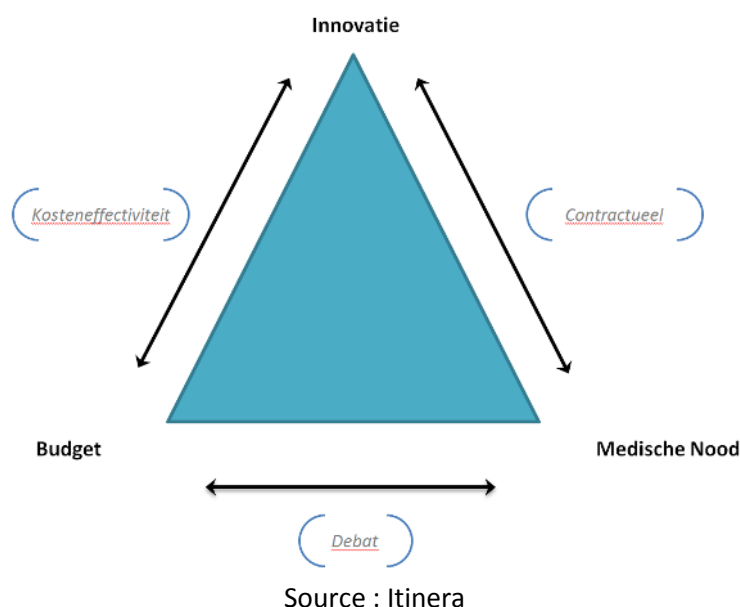 Innovatie
Kosteneffectiviteit
Contractueel
Budget
Medische Nood
Debat
Source : Itinera